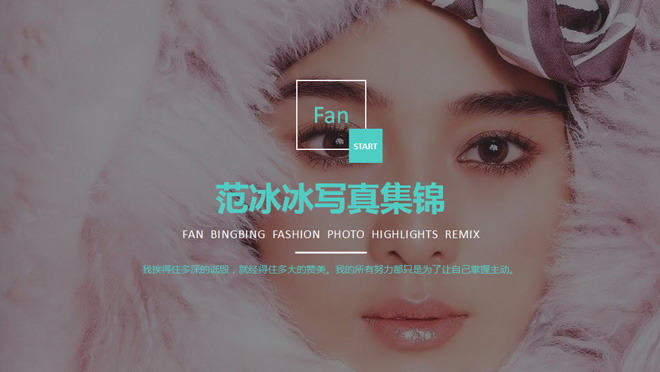 Fan
START
范冰冰写真集锦
FAN BINGBING FASHION PHOTO HIGHLIGHTS REMIX
我挨得住多深的诋毁，就经得住多大的赞美。我的所有努力都只是为了让自己掌握主动。